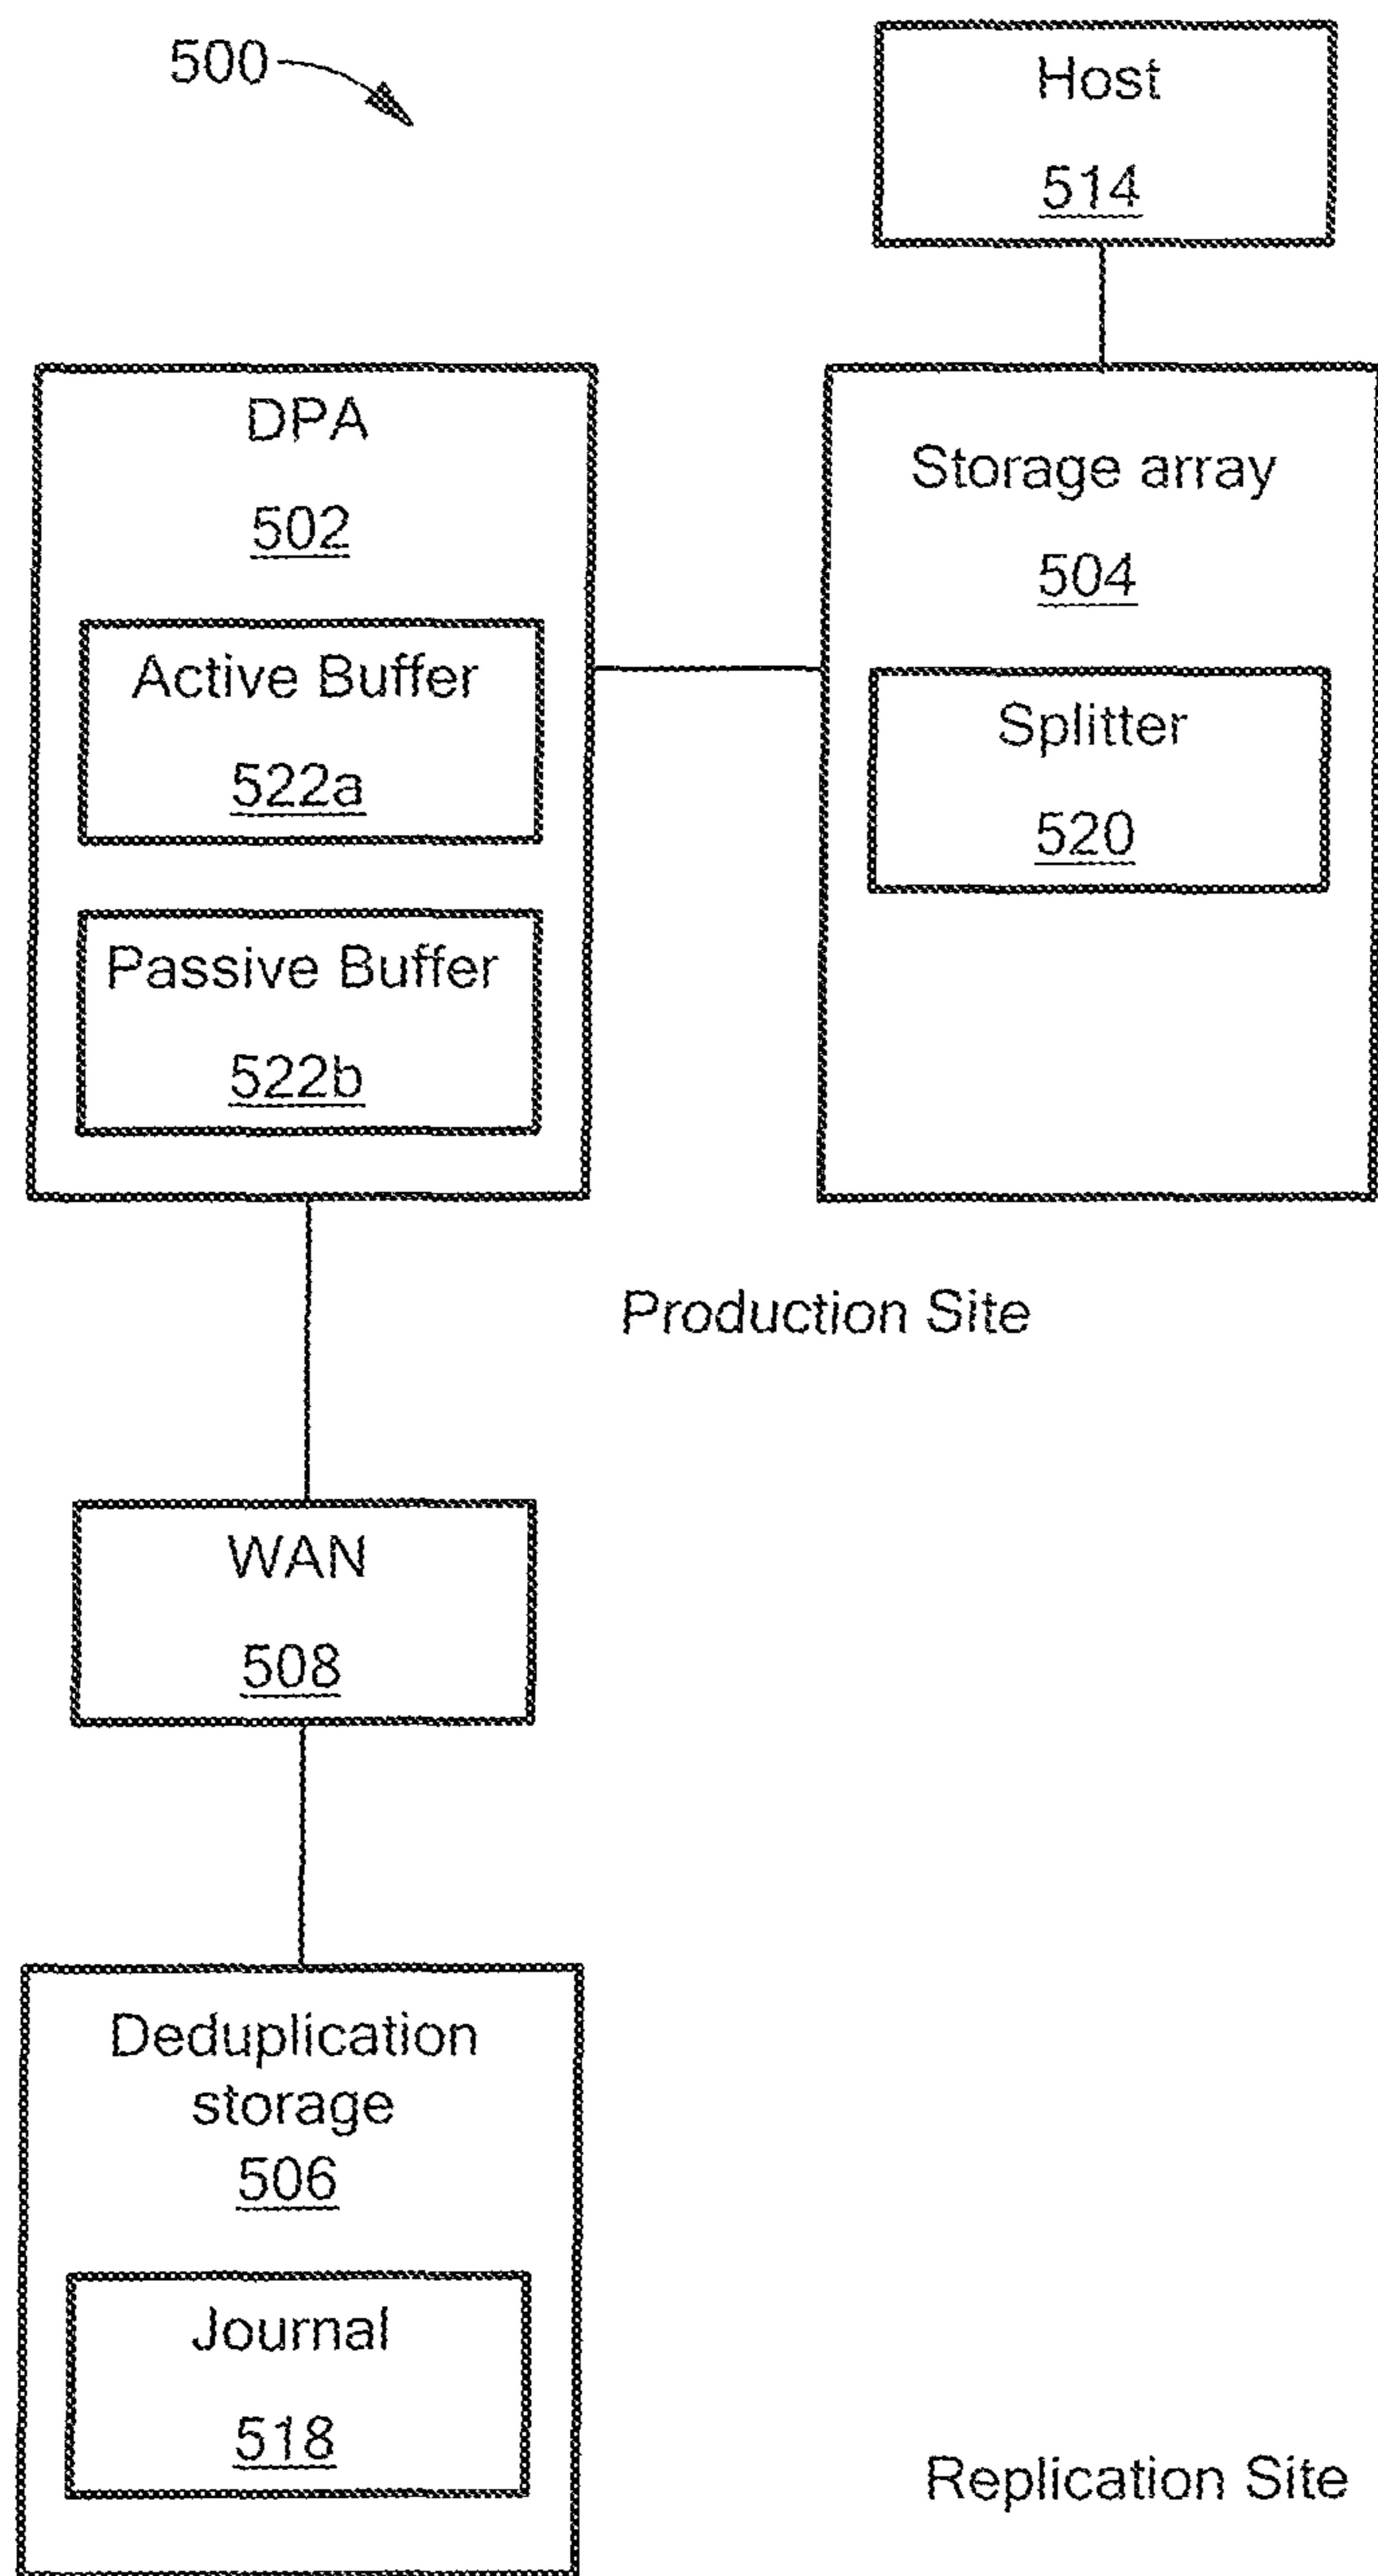 500
Host
514
DPA
502
Storage array
504
Active Buffer
522a
Splitter
520
Passive Buffer
522b
Production Site
WAN
508
Deduplication
storage
506
Journal
518
Replication Site